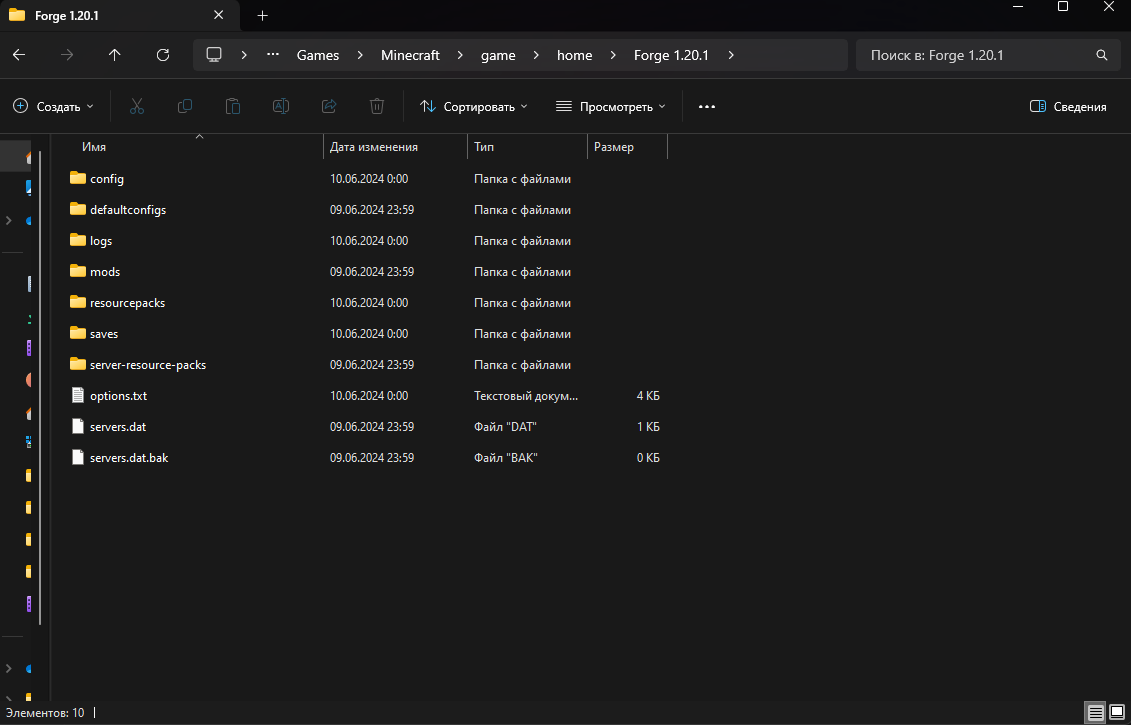 Forge 1.20.1
Games Minecraft game home Forge 1.20.1 Поиск в: Forge 1.20.1
Создать Сортировать Просмотреть Сведения
Имя Дата изменения Тип Размер
config 10.06.2024 0:00 Папка с файлами
defaultconfigs 09.06.2024 23:59 Папка с файлами
logs 10.06.2024 0:00 Папка с файлами
mods 09.06.2024 23:59 Папка с файлами
resourcepacks 10.06.2024 0:00 Папка с файлами
saves 10.06.2024 0:00 Папка с файлами
server-resource-packs 09.06.2024 23:59 Папка с файлами
options.txt 10.06.2024 0:00 Текстовый докум... 4 КБ
servers.dat 09.06.2024 23:59 Файл "DAT" 1 КБ
servers.dat.bak 09.06.2024 23:59 Файл "BAK" 0 КБ
Элементов: 10